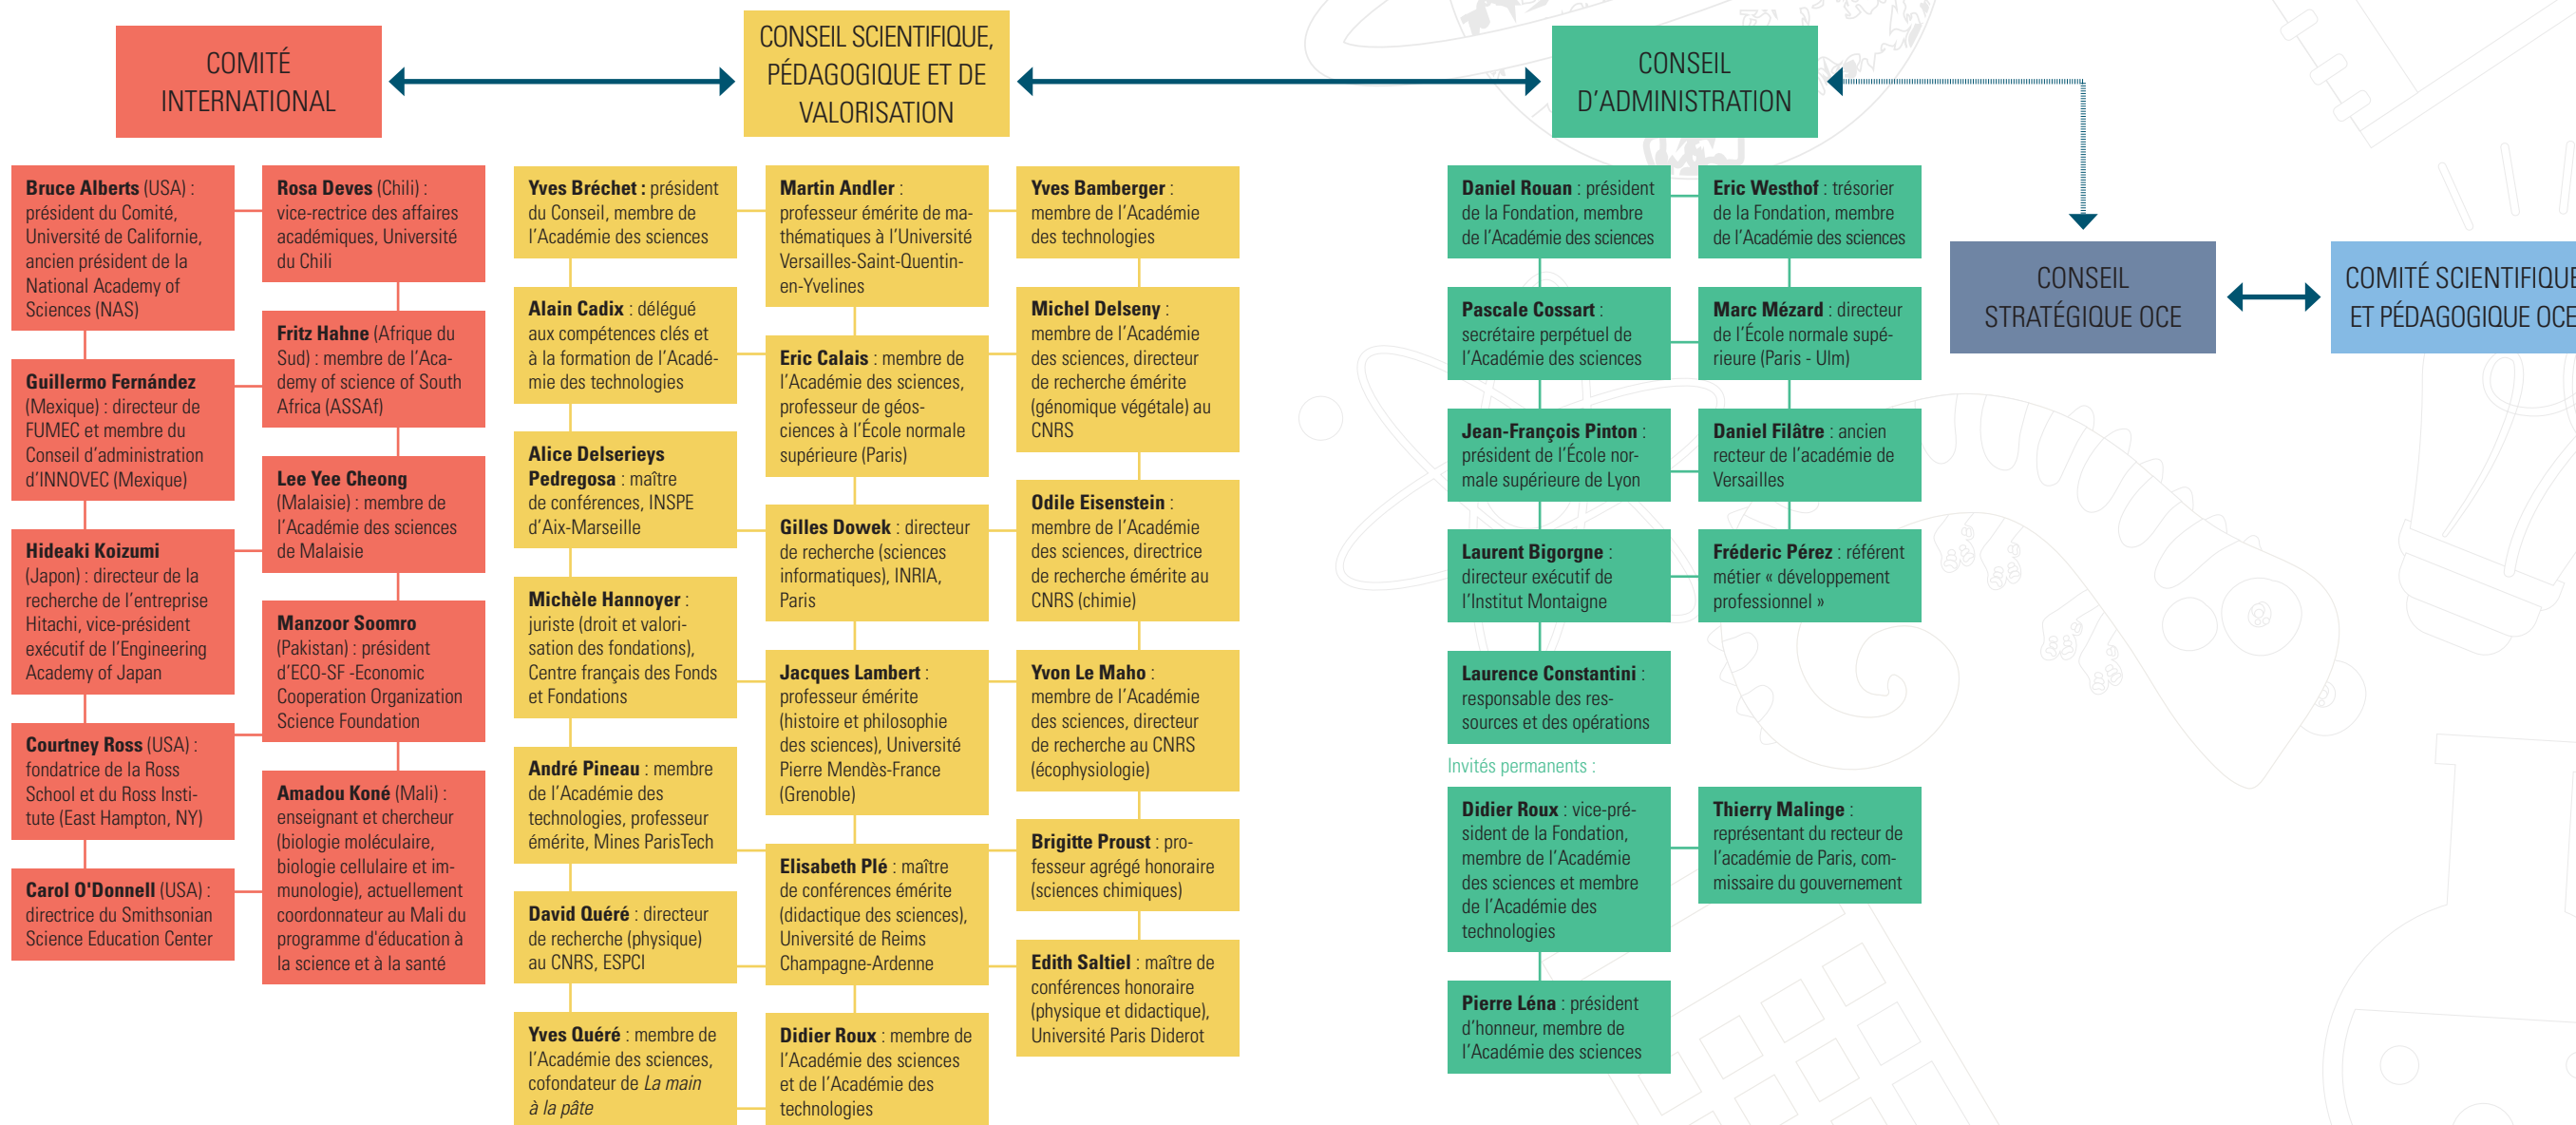 COMITÉ
INTERNATIONAL
CONSEIL SCIENTIFIQUE,
PÉDAGOGIQUE ET DE
VALORISATION
CONSEIL
D'ADMINISTRATION
CONSEIL
STRATÉGIQUE OCE
COMITÉ SCIENTIFIQUE
ET PÉDAGOGIQUE OCE
Bruce Alberts (USA) :
président du Comité,
Université de Californie,
ancien président de la
National Academy of
Sciences (NAS)
Guillermo Fernández
(Mexique) : directeur de
FUMEC et membre du
Conseil d'administration
d'INNOVEC (Mexique)
Hideaki Koizumi
(Japon) : directeur de la
recherche de l'entreprise
Hitachi, vice-président
exécutif de l'Engineering
Academy of Japan
Courtney Ross (USA) :
fondatrice de la Ross
School et du Ross Insti-
tute (East Hampton, NY)
Carol O'Donnell (USA) :
directrice du Smithsonian
Science Education Center
Rosa Deves (Chili) :
vice-rectrice des affaires
académiques, Université
du Chili
Fritz Hahne (Afrique du
Sud) : membre de l'Aca-
demy of science of South
Africa (ASSAf)
Lee Yee Cheong
(Malaisie) : membre de
l'Académie des sciences
de Malaisie
Manzoor Soomro
(Pakistan) : président
d'ECO-SF -Economic
Cooperation Organization
Science Foundation
Amadou Koné (Mali) :
enseignant et chercheur
(biologie moléculaire,
biologie cellulaire et im-
munologie), actuellement
coordonnateur au Mali du
programme d'éducation à
la science et à la santé
Yves Bréchet : président
du Conseil, membre de
l'Académie des sciences
Alain Cadix : délégué
aux compétences clés et
à la formation de l'Acadé-
mie des technologies
Alice Delserieys
Pedregosa : maître
de conférences, INSPE
d'Aix-Marseille
Michèle Hannoyer :
juriste (droit et valori-
sation des fondations),
Centre français des Fonds
et Fondations
André Pineau : membre
de l'Académie des
technologies, professeur
émérite, Mines ParisTech
David Quéré : directeur
de recherche (physique)
au CNRS, ESPCI
Yves Quéré : membre de
l'Académie des sciences,
cofondateur de La main
à la pâte
Martin Andler :
professeur émérite de ma-
thématiques à l'Université
Versailles-Saint-Quentin-
en-Yvelines
Eric Calais : membre de
l'Académie des sciences,
professeur de géos-
ciences à l'École normale
supérieure (Paris)
Gilles Dowek : directeur
de recherche (sciences
informatiques), INRIA,
Paris
Jacques Lambert :
professeur émérite
(histoire et philosophie
des sciences), Université
Pierre Mendès-France
(Grenoble)
Elisabeth Plé : maître
de conférences émérite
(didactique des sciences),
Université de Reims
Champagne-Ardenne
Didier Roux : membre de
l'Académie des sciences
et de l'Académie des
technologies
Yves Bamberger :
membre de l'Académie
des technologies
Michel Delseny :
membre de l'Académie
des sciences, directeur
de recherche émérite
(génomique végétale) au
CNRS
Odile Eisenstein :
membre de l'Académie
des sciences, directrice
de recherche émérite au
CNRS (chimie)
Yvon Le Maho :
membre de l'Académie
des sciences, directeur
de recherche au CNRS
(écophysiologie)
Brigitte Proust : pro-
fesseur agrégé honoraire
(sciences chimiques)
Edith Saltiel : maître de
conférences honoraire
(physique et didactique),
Université Paris Diderot
Daniel Rouan : président
de la Fondation, membre
de l'Académie des sciences
Pascale Cossart :
secrétaire perpétuel de
l'Académie des sciences
Jean-François Pinton :
président de l'École nor-
male supérieure de Lyon
Laurent Bigorgne :
directeur exécutif de
l'Institut Montaigne
Laurence Constantini :
responsable des res-
sources et des opérations
Eric Westhof : trésorier
de la Fondation, membre
de l'Académie des sciences
Marc Mézard : directeur
de l'École normale supé-
rieure (Paris - Ulm)
Daniel Filâtre : ancien
recteur de l'académie de
Versailles
Fréderic Pérez : référent
métier « développement
professionnel »
Invités permanents :
Didier Roux : vice-pré-
sident de la Fondation,
membre de l'Académie
des sciences et membre
de l'Académie des
technologies
Pierre Léna : président
d'honneur, membre de
l'Académie des sciences
Thierry Malinge :
représentant du recteur de
l'académie de Paris, com-
missaire du gouvernement